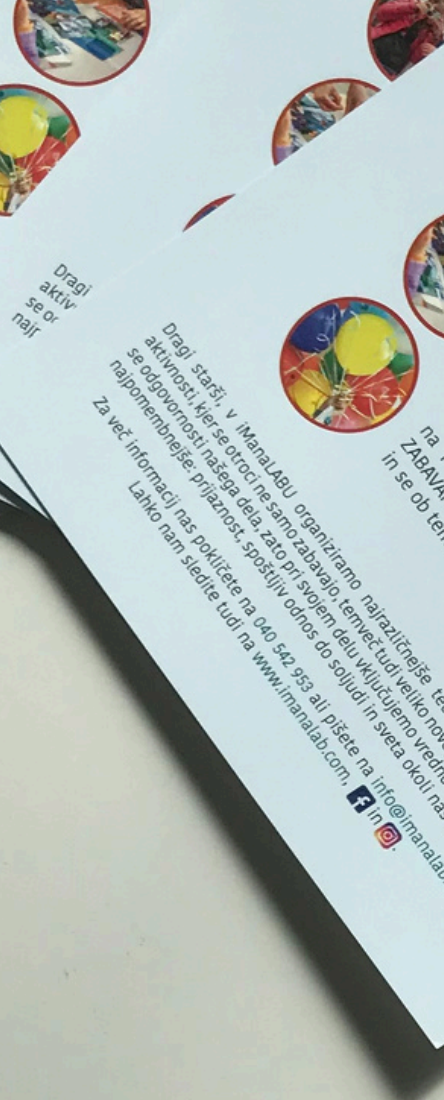 Dragi
aktiv
se
najr
na
ZABAVA
in se ob tem
Dragi starši, v iManaLABU organiziramo najrazličnejše
aktivnosti, kjer se otroci ne samo zabavajo, temveč tudi veliko nov
se odgovornosti našega dela, zato pri svojem delu vključujemo vred
najpomembnejše: prijaznost, spoštljiv odnos do soljudi in sveta okoli nas
Za več informacij nas pokličete na 040 542 953 ali pišete na info@imanalab.
Lahko nam sledite tudi na www.imanalab.com, f in .